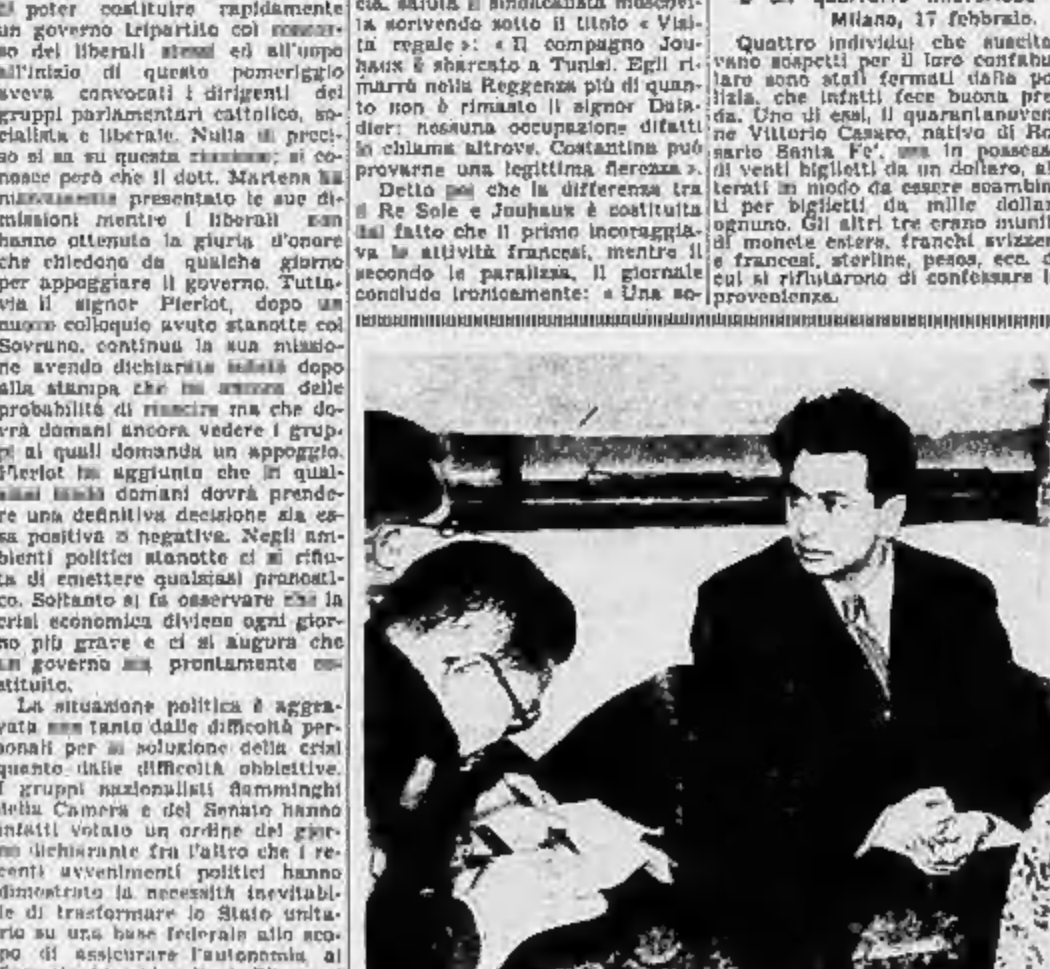 poter costituire rapidamente
un governo tripartito col
dei liberali stessi ed all'uopo
all'inizio di questo pomeriggio
aveva convocati i dirigenti dei
gruppi parlamentari cattolico, so-
cialista e liberale. Nulla di preci-
so si sa su questa si co-
nosce però che il dott. Martens ha
presentato le sue di-
missioni mentre i liberali non
hanno ottenuto la giuria d'onore
che chiedono da qualche giorno
per appoggiare il governo. Tutta-
via il signor Pierlot, dopo un
nuovo colloquio avuto stanotte col
Sovrano, continua la sua missio-
ne avendo dichiarato dopo
alla stampa che ha ancora delle
probabilità di riuscire ma che do-
vrà domani ancora vedere i grup-
pi ai quali domanda un appoggio.
Pierlot ha aggiunto che in qual-
domani dovrà prende-
re una definitiva decisione sia es-
sa positiva o negativa. Negli am-
bienti politici stanotte ci si rifiu-
ta di emettere qualsiasi pronosti-
co. Soltanto si fa osservare che la
crisi economica diviene ogni gior-
no più grave e ci si augura che
un governo sia prontamente co-
stituito.
La situazione politica è aggra-
vata non tanto dalle difficoltà per-
sonali per la soluzione della crisi
quanto dalle difficoltà obbiettive.
I gruppi nazionalisti fiamminghi
della Camera e del Senato hanno
infatti votato un ordine del gior-
no dichiarante fra l'altro che i re-
centi avvenimenti politici hanno
dimostrato la necessità inevitabi-
le di trasformare lo Stato unita-
rio su una base federale allo sco-
po di assicurare l'autonomia al
saluta il sindacalista
la scrivendo sotto il titolo « Visi-
ta regale »: « Il compagno Jou-
haux è sbarcato a Tunisi. Egli ri-
marrà nella Reggenza più di quan-
to non è rimasto il signor Dala-
dier: nessuna occupazione difatti
lo chiama altrove. Costantina può
provarne una legittima fierezza ».
Detto poi che la differenza tra
il Re Sole e Jouhaux è costituita
dal fatto che il primo incoraggia-
va le attività francesi, mentre il
secondo le paralizza, il giornale
conclude ironicamente: « Una so-
Milano, 17 febbraio.
Quattro individui che suscita-
vano sospetti per il loro confabu-
lare sono stati fermati dalla po-
lizia, che infatti fece buona pre-
da. Uno di essi, il quarantanoven-
ne Vittorio Casaro, nativo di Ro-
sario Santa Fe', era in possess
di venti biglietti da un dollaro, al
terati in modo da essere scambia
ti per biglietti da mille dollar
ognuno. Gli altri tre erano munit
di monete estere, franchi svizzer
e francesi, sterline, pesos, ecc. d
cui si rifiutarono di confessare l
provenienza.